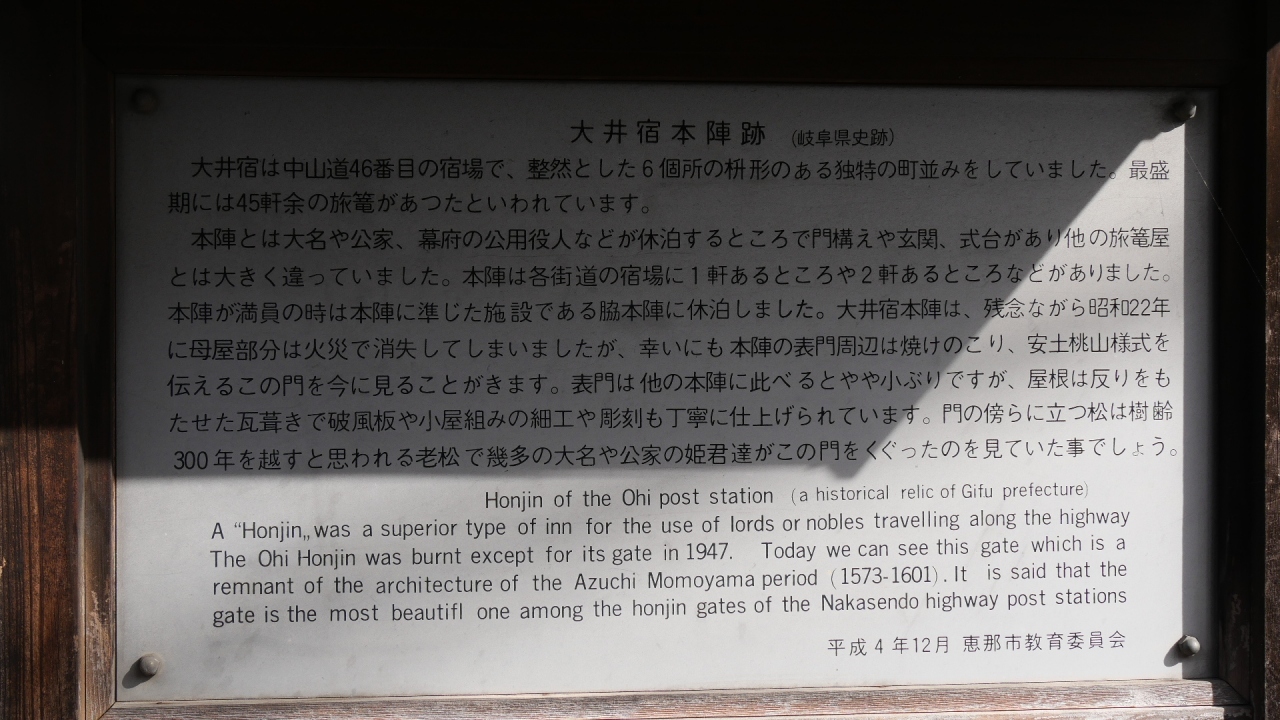 大井宿本陣跡 (岐阜県史跡)
大井宿は中山道46番目の宿場で、整然とした6個所の枡形のある独特の町並みをしていました。最盛
期には45軒余の旅篭があつたといわれています。
本陣とは大名や公家、幕府の公用役人などが休泊するところで門構えや玄関、式台があり他の旅篭屋
とは大きく違っていました。本陣は各街道の宿場に1軒あるところや2軒あるところなどがありました。
本陣が満員の時は本陣に準じた施設である脇本陣に休泊しました。大井宿本陣は、残念ながら昭和22年
に母屋部分は火災で消失してしまいましたが、幸いにも本陣の表門周辺は焼けのこり、安土桃山様式を
伝えるこの門を今に見ることがきます。表門は他の本陣に此べるとやや小ぶりですが、屋根は反りをも
たせた瓦葺きで破風板や小屋組みの細工や彫刻も丁寧に仕上げられています。門の傍らに立つ松は樹齢
300年を越すと思われる老松で幾多の大名や公家の姫君達がこの門をくぐったのを見ていた事でしょう。
Honjin of the Ohi post station (a historical relic of Gifu prefecture)
A “Honjin„ was a superior type of inn for the use of lords or nobles travelling along the highway
The Ohi Honjin was burnt except for its gate in 1947. Today we can see this gate which is a
remnant of the architecture of the Azuchi Momoyama period (1573-1601). It is said that the
gate is the most beautifl one among the honjin gates of the Nakasendo highway post stations
平成4年12月 恵那市教育委員会